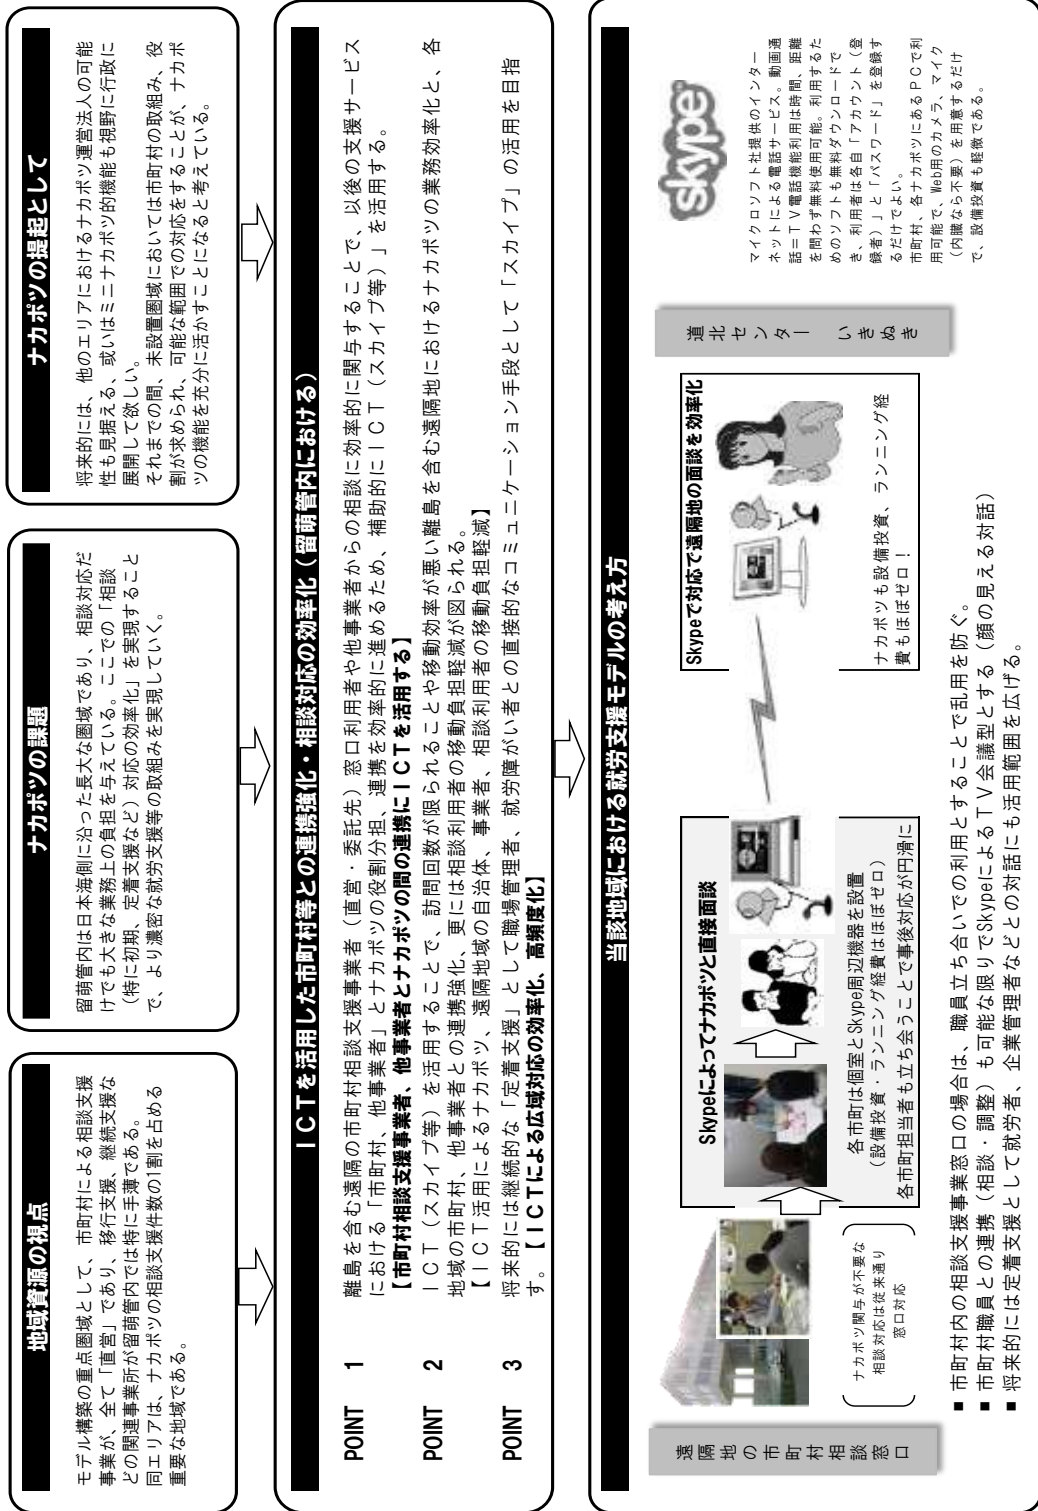 地域資源の視点
モデル構築の重点圏域として、市町村による相談支援
事業が、全て「直営」であり、移行支援、継続支援な
どの関連事業所が留萌管内では特に手薄である。
同エリアは、ナカポツの相談支援件数の1割を占める
重要な地域である。
ナカポツの課題
留萌管内は日本海側に沿った長大な圏域であり、相談対応だ
けでも大きな業務上の負担を与えている。ここでの「相談
（特に初期、定着支援など）対応の効率化」を実現すること
で、より濃密な就労支援等の取組みを実現していく。
ナカポツの提起として
将来的には、他のエリアにおけるナカポツ運営法人の可能
性も見据える、或いはミニナカポツ的機能も視野に行政に
展開して欲しい。
それまでの間、未設置圏域においては市町村の取組み、役
割が求められ、可能な範囲での対応をすることが、ナカポ
ツの機能を充分に活かすことになると考えている。
ＩＣＴを活用した市町村等との連携強化・相談対応の効率化（留萌管内における）
POINT 1
離島を含む遠隔の市町村相談支援事業者（直営・委託先）窓口利用者や他事業者からの相談に効率的に関与することで、以後の支援サービス
における「市町村、他事業者」とナカポツの役割分担、連携を効率的に進めるため、補助的にＩＣＴ（スカイプ等）」を活用する。
【市町村相談支援事業者、他事業者とナカポツの間の連携にＩＣＴを活用する】
POINT 2
ＩＣＴ（スカイプ等）を活用することで、訪問回数が限られることや移動効率が悪い離島を含む遠隔地におけるナカポツの業務効率化と、各
地域の市町村、他事業者との連携強化、更には相談利用者の移動負担軽減が図られる。
【ＩＣＴ活用によるナカポツ、遠隔地域の自治体、事業者、相談利用者の移動負担軽減】
POINT 3
将来的には継続的な「定着支援」として職場管理者、就労障がい者との直接的なコミュニケーション手段として「スカイプ」の活用を目指
す。【ＩＣＴによる広域対応の効率化、高頻度化】
当該地域における就労支援モデルの考え方
遠隔地の市町村相談窓口
ナカポツ関与が不要な
相談対応は従来通り
窓口対応
Skypeによってナカポツと直接面談
各市町は個室とSkype周辺機器を設置
（設備投資・ランニング経費はほぼゼロ）
各市町担当者も立ち会うことで事後対応が円滑に
Skypeで対応で遠隔地の面談を効率化
ナカポツも設備投資、ランニング経
費もほぼゼロ！
道北センター いきぬき
skype
マイクロソフト社提供のインター
ネットによる電話サービス。動画通
話＝ＴＶ電話機能利用は時間、距離
を問わず無料使用可能。利用するた
めのソフトも無料ダウンロードで
き、利用者は各自「アカウント（登
録者）」と「パスワード」を登録す
るだけでよい。
市町村、各ナカポツにあるＰＣで利
用可能で、Web用のカメラ、マイク
（内臓なら不要）を用意するだけ
で、設備投資も軽微である。
■ 市町村内の相談支援事業窓口の場合は、職員立ち合いでの利用とすることで乱用を防ぐ。
■ 市町村職員との連携（相談・調整）も可能な限りでSkypeによるＴＶ会議型とする（顔の見える対話）
■ 将来的には定着支援として就労者、企業管理者などとの対話にも活用範囲を広げる。